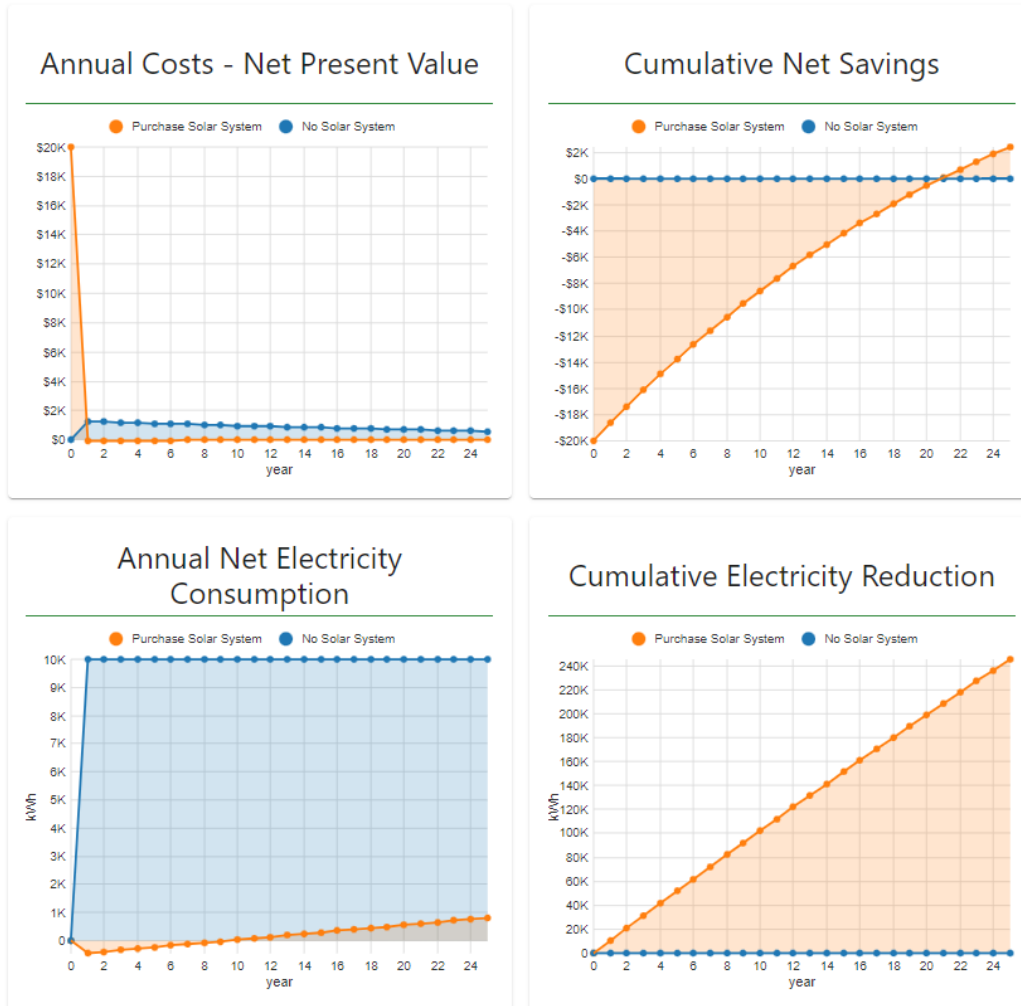 Annual Costs - Net Present Value
Purchase Solar System No Solar System
$20K
$18K
$16K
$14K
$12K
$10K
$8K
$6K
$4K
$2K
$0
0 2 4 6 8 10 12 14 16 18 20 22 24
year
Cumulative Net Savings
Purchase Solar System No Solar System
$2K
$0
-$2K
-$4K
-$6K
-$8K
-$10K
-$12K
-$14K
-$16K
-$18K
-$20K
0 2 4 6 8 10 12 14 16 18 20 22 24
year
Annual Net Electricity
Consumption
Purchase Solar System No Solar System
10K
9K
8K
7K
6K
5K
4K
3K
2K
1K
0
kWh
0 2 4 6 8 10 12 14 16 18 20 22 24
year
Cumulative Electricity Reduction
Purchase Solar System No Solar System
240K
220K
200K
180K
160K
140K
120K
100K
80K
60K
40K
20K
0
kWh
0 2 4 6 8 10 12 14 16 18 20 22 24
year